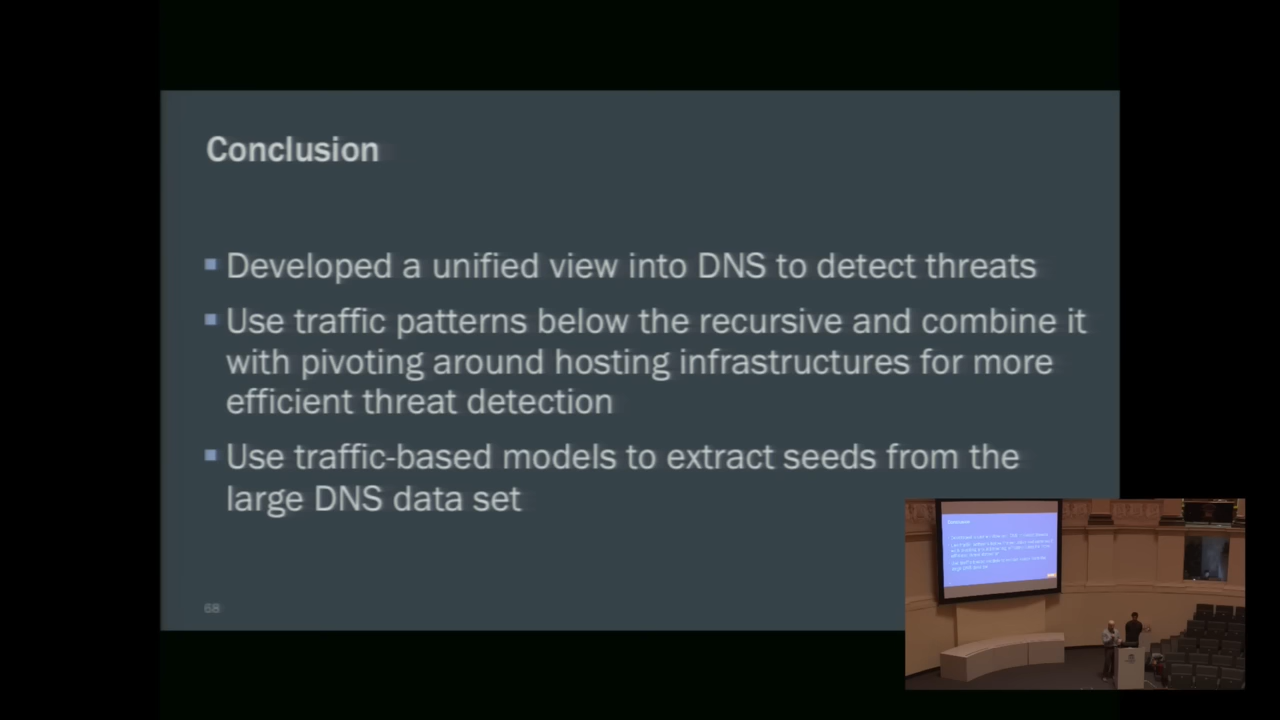 Conclusion
Developed a unified view into DNS to detect threats
Use traffic patterns below the recursive and combine it
with pivoting around hosting infrastructures for more
efficient threat detection
Use traffic-based models to extract seeds from the
large DNS data set
68
Conclusion